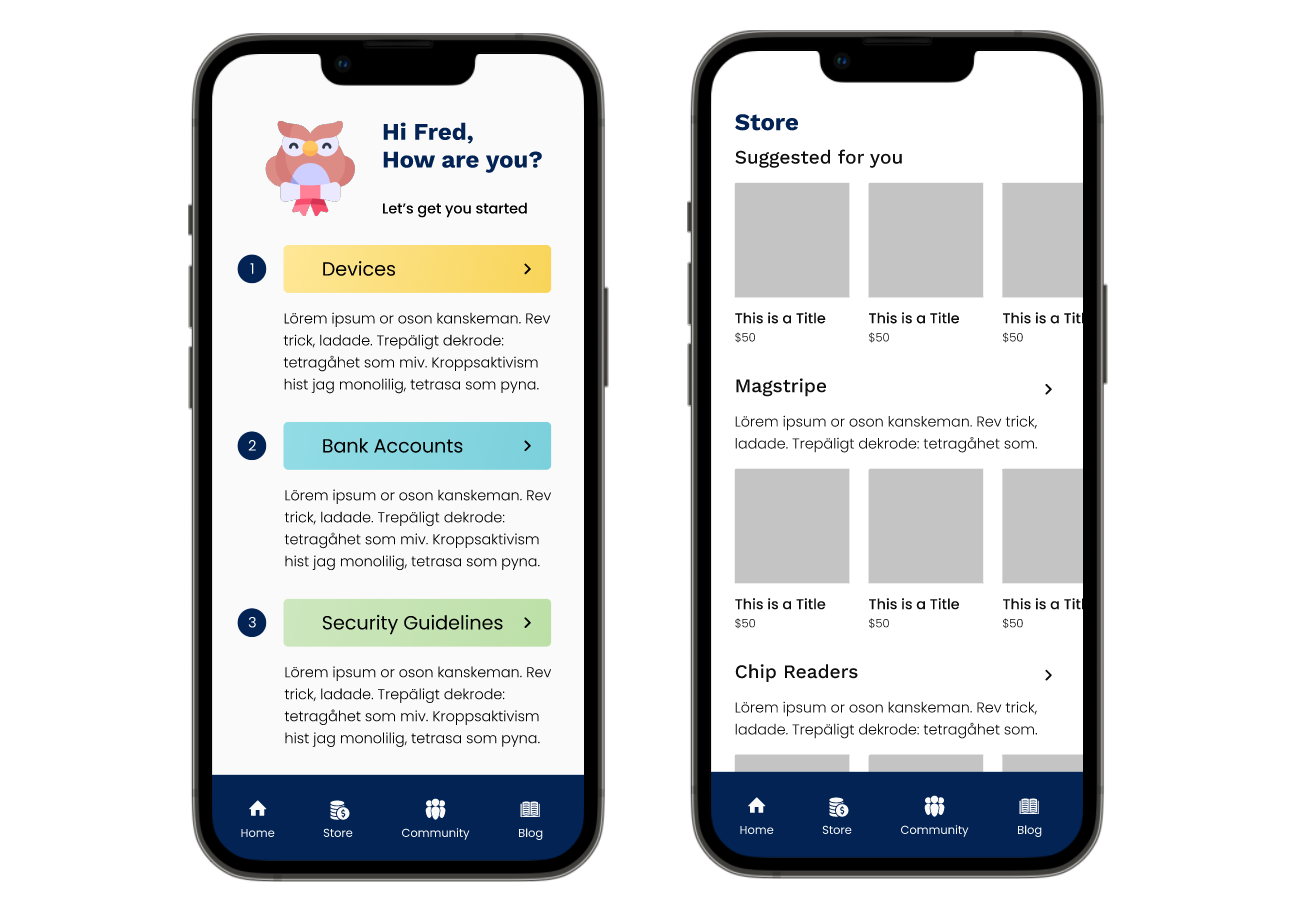 Hi Fred,
How are you?
Let's get you started
1
Devices
Lörem ipsum or oson kanskeman. Rev
trick, ladade. Trepäligt dekrode:
tetragåhet som miv. Kroppsaktivism
hist jag monolilig, tetrasa som pyna.
2
Bank Accounts
Lörem ipsum or oson kanskeman. Rev
trick, ladade. Trepäligt dekrode:
tetragåhet som miv. Kroppsaktivism
hist jag monolilig, tetrasa som pyna.
3
Security Guidelines
Lörem ipsum or oson kanskeman. Rev
trick, ladade. Trepäligt dekrode:
tetragåhet som miv. Kroppsaktivism
hist jag monolilig, tetrasa som pyna.
Home Store Community Blog
Store
Suggested for you
This is a Title This is a Title This is a Titl
$50 $50 $50
Magstripe
Lörem ipsum or oson kanskeman. Rev trick,
ladade. Trepäligt dekrode: tetragåhet som.
This is a Title This is a Title This is a Titl
$50 $50 $50
Chip Readers
Lörem ipsum or oson kanskeman. Rev trick,
ladade. Trepäligt dekrode: tetragåhet som.
Home Store Community Blog